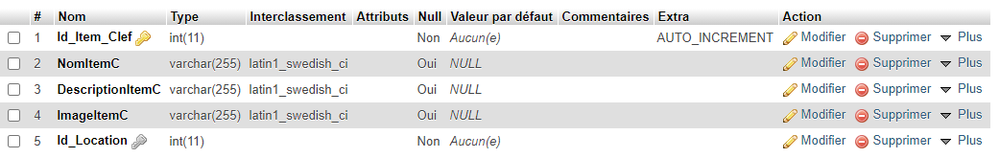 # Nom Type Interclassement Attributs Null Valeur par défaut Commentaires Extra Action
1 Id_Item_Clef int(11) Non Aucun(e) AUTO_INCREMENT Modifier Supprimer Plus
2 NomItemC varchar(255) latin1_swedish_ci Oui NULL Modifier Supprimer Plus
3 DescriptionItemC varchar(255) latin1_swedish_ci Oui NULL Modifier Supprimer Plus
4 ImageItemC varchar(255) latin1_swedish_ci Oui NULL Modifier Supprimer Plus
5 Id_Location int(11) Non Aucun(e) Modifier Supprimer Plus